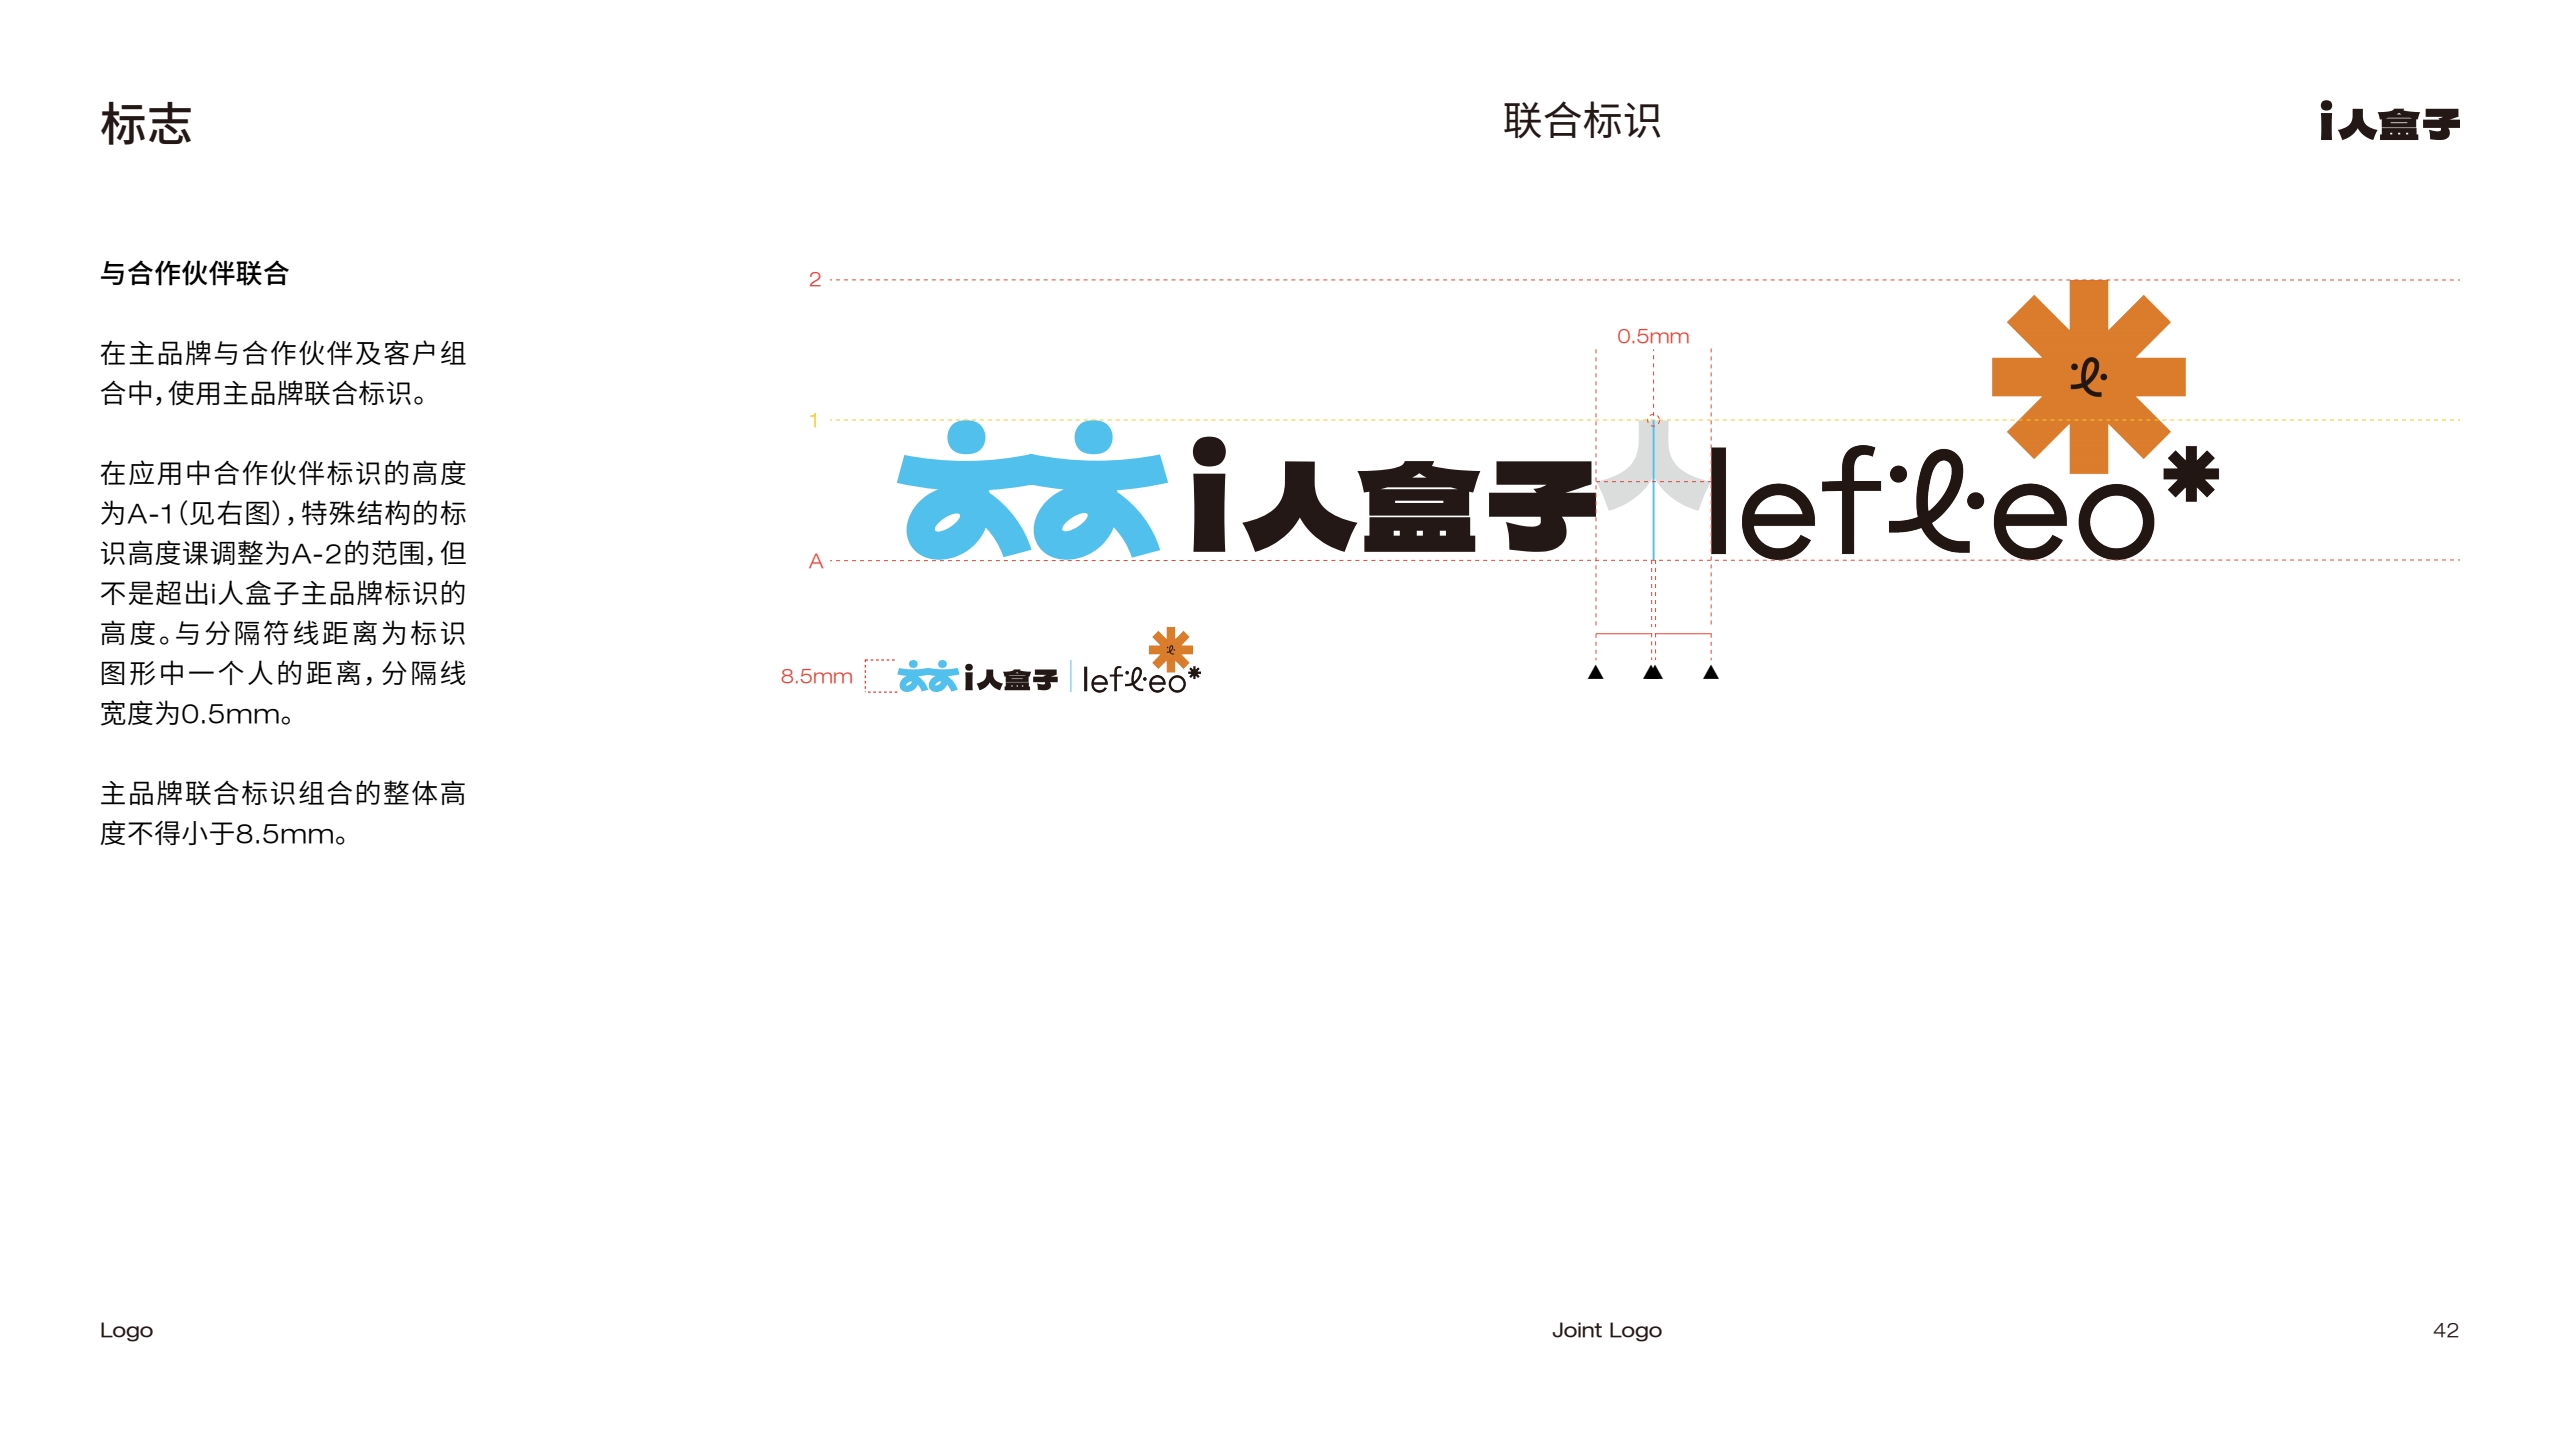 标志
联合标识
i人盒子
与合作伙伴联合
在主品牌与合作伙伴及客户组
合中，使用主品牌联合标识。
在应用中合作伙伴标识的高度
为A-1（见右图），特殊结构的标
识高度课调整为A-2的范围，但
不是超出i人盒子主品牌标识的
高度。与分隔符线距离为标识
图形中一个人的距离，分隔线
宽度为0.5mm。
主品牌联合标识组合的整体高
度不得小于8.5mm。
2
0.5mm
1
i人盒子
lefleo*
A
8.5mm
i人盒子
lefleo*
Logo
Joint Logo
42